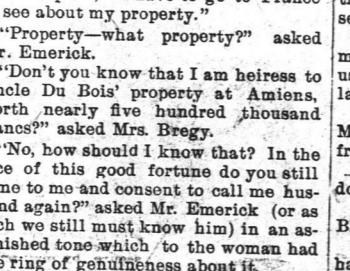 see about my property."
"Property—what property?" asked
r. Emerick.
"Don't you know that I am heiress to
ncle Du Bois' property at Amiens,
orth nearly five hundred thousand
ancs?" asked Mrs. Bregy.
"No, how should I know that? In the
ce of this good fortune do you still
me to me and consent to call me hus-
nd again?" asked Mr. Emerick (or as
ch we still must know him) in an as-
nished tone which to the woman had
e ring of genuineness about it.